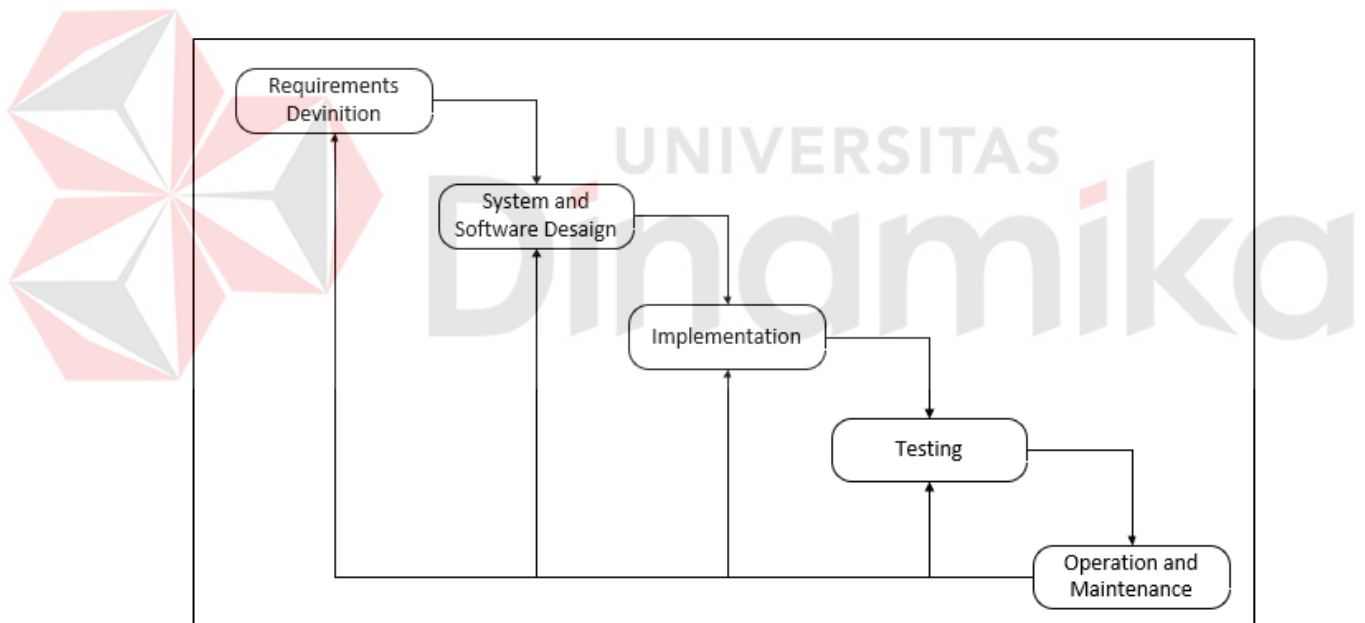 Requirements
Devinition
UNIVERSITAS
Dinamika
System and
Software Desaign
Implementation
Testing
Operation and
Maintenance